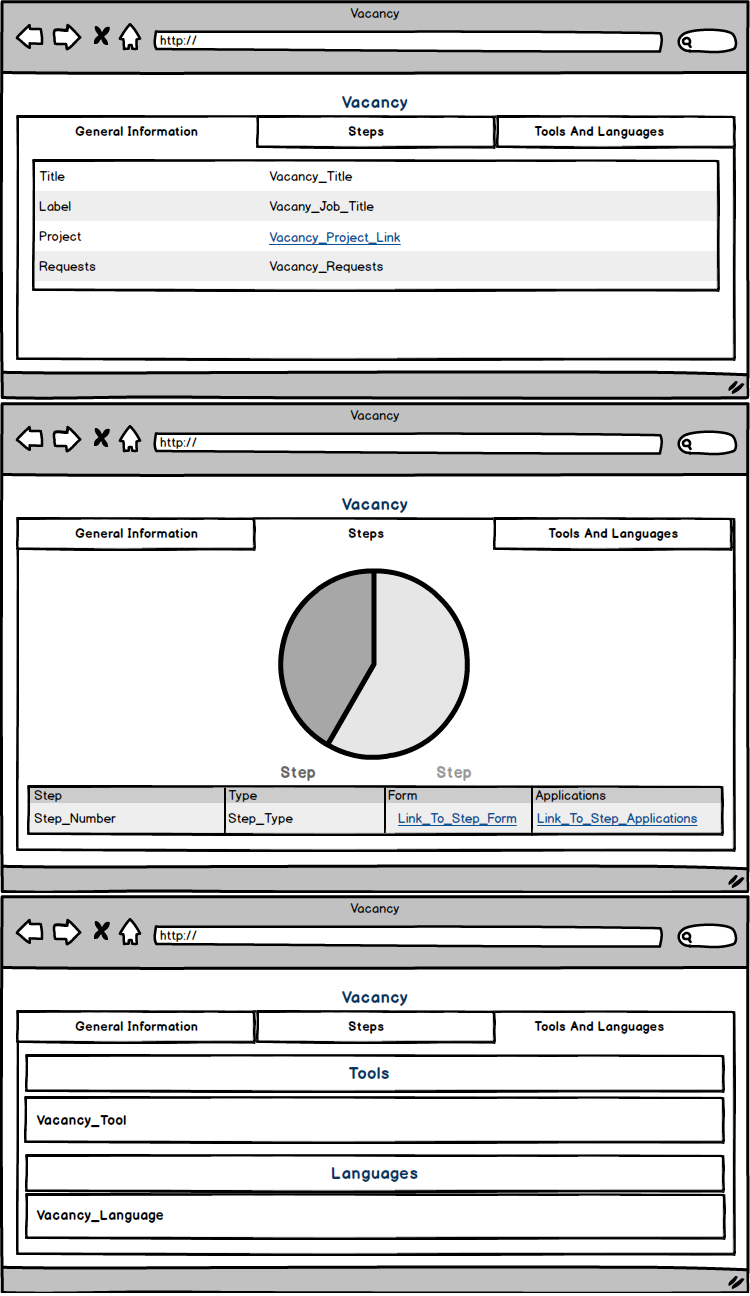 Vacancy
http://
Vacancy
General Information Steps Tools And Languages
Title Vacancy_Title
Label Vacany_Job_Title
Project Vacancy_Project_Link
Requests Vacancy_Requests
Vacancy
http://
Vacancy
General Information Steps Tools And Languages
Step Step
Step Type Form Applications
Step_Number Step_Type Link_To_Step_Form Link_To_Step_Applications
Vacancy
http://
Vacancy
General Information Steps Tools And Languages
Tools
Vacancy_Tool
Languages
Vacancy_Language